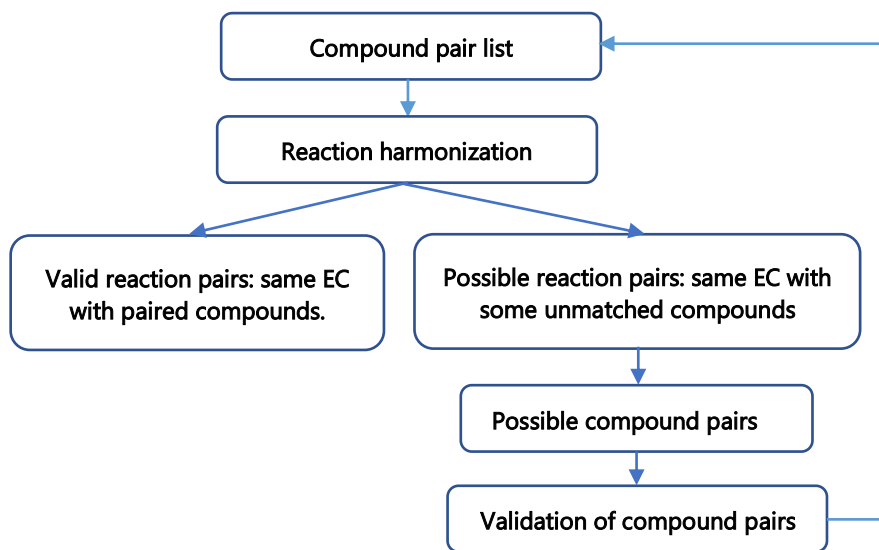 Compound pair list
Reaction harmonization
Valid reaction pairs: same EC
with paired compounds.
Possible reaction pairs: same EC with
some unmatched compounds
Possible compound pairs
Validation of compound pairs